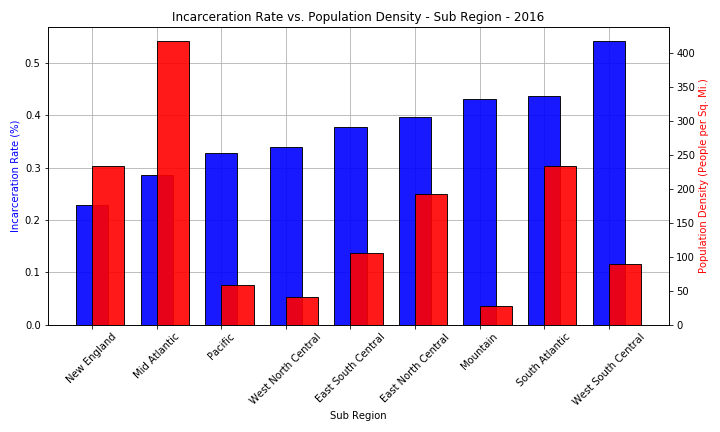 Incarceration Rate vs. Population Density - Sub Region - 2016
Incarceration Rate (%)
0.5
0.4
0.3
0.2
0.1
0.0
Population Density (People per Sq. Mi.)
400
350
300
250
200
150
100
50
0
New England
Mid Atlantic
Pacific
West North Central
East South Central
East North Central
Mountain
South Atlantic
West South Central
Sub Region